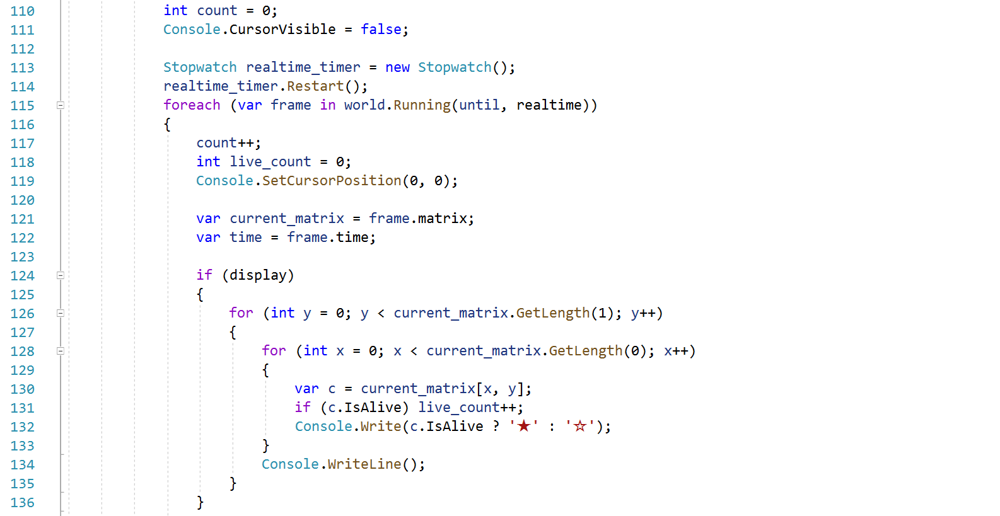 110 int count = 0;
111 Console.CursorVisible = false;
112
113 Stopwatch realtime_timer = new Stopwatch();
114 realtime_timer.Restart();
115 foreach (var frame in world.Running(until, realtime))
116 {
117 count++;
118 int live_count = 0;
119 Console.SetCursorPosition(0, 0);
120
121 var current_matrix = frame.matrix;
122 var time = frame.time;
123
124 if (display)
125 {
126 for (int y = 0; y < current_matrix.GetLength(1); y++)
127 {
128 for (int x = 0; x < current_matrix.GetLength(0); x++)
129 {
130 var c = current_matrix[x, y];
131 if (c.IsAlive) live_count++;
132 Console.Write(c.IsAlive ? '★' : '☆');
133 }
134 Console.WriteLine();
135 }
136 }